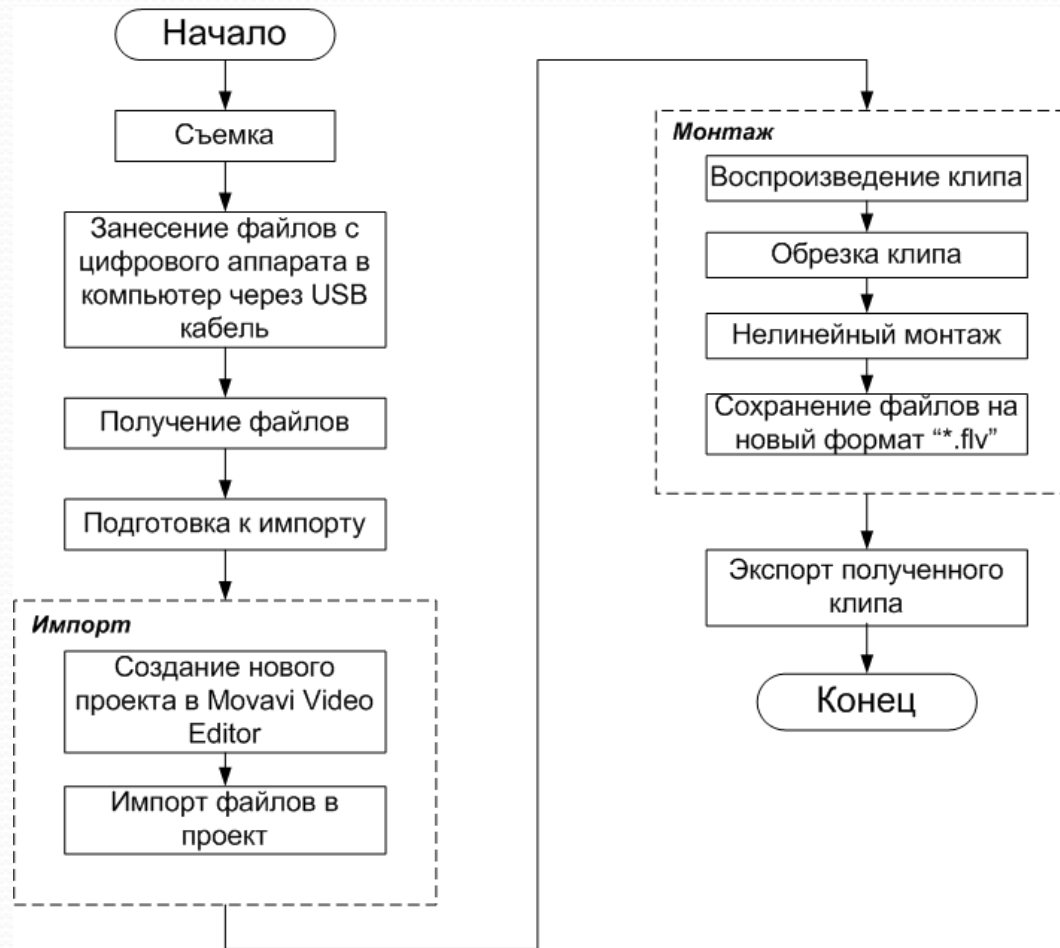 Начало
Съемка
Занесение файлов с
цифрового аппарата в
компьютер через USB
кабель
Получение файлов
Подготовка к импорту
Импорт
Создание нового
проекта в Movavi Video
Editor
Импорт файлов в
проект
Монтаж
Воспроизведение клипа
Обрезка клипа
Нелинейный монтаж
Сохранение файлов на
новый формат “*.flv”
Экспорт полученного
клипа
Конец